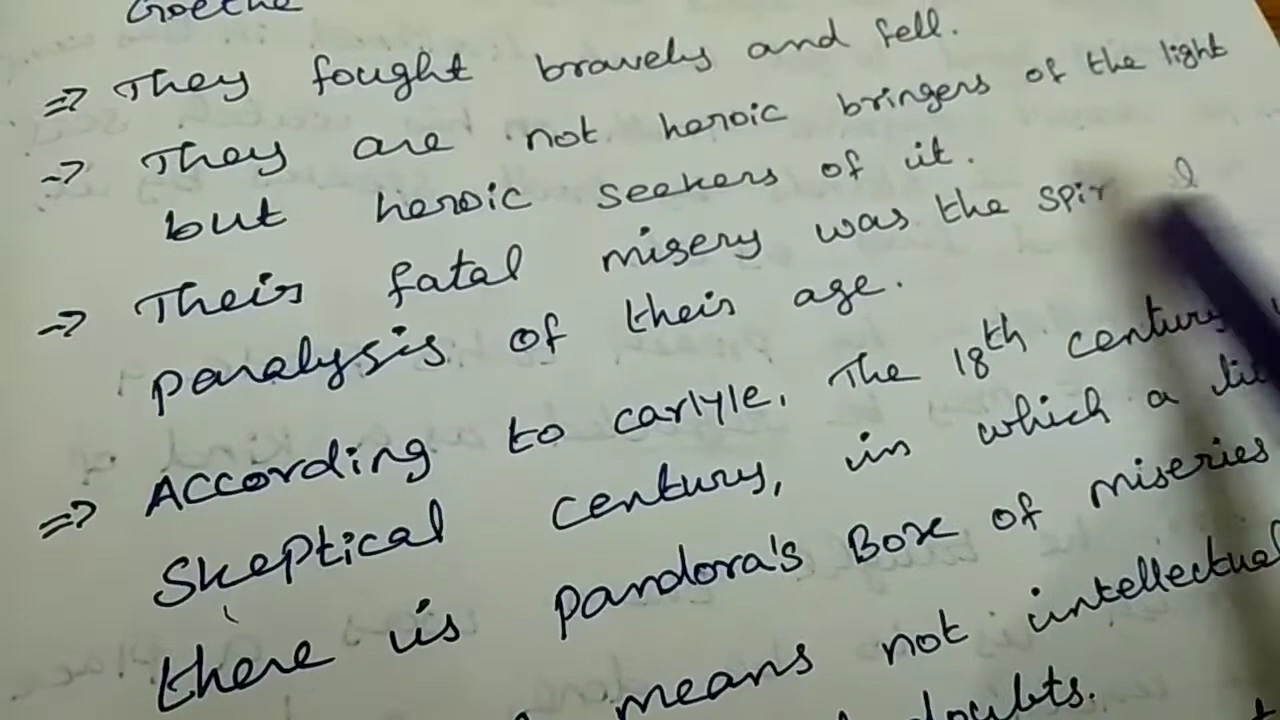 Goethe
⇒ They fought bravely and fell.
→ They are not heroic bringers of the light
but heroic seekers of it.
→ Their fatal misery was the
paralysis of their age.
⇒ According to carlyle. The 18th century
Skeptical century, in which a
there is pandora's Box of miseries
means not intellectual
doubts.